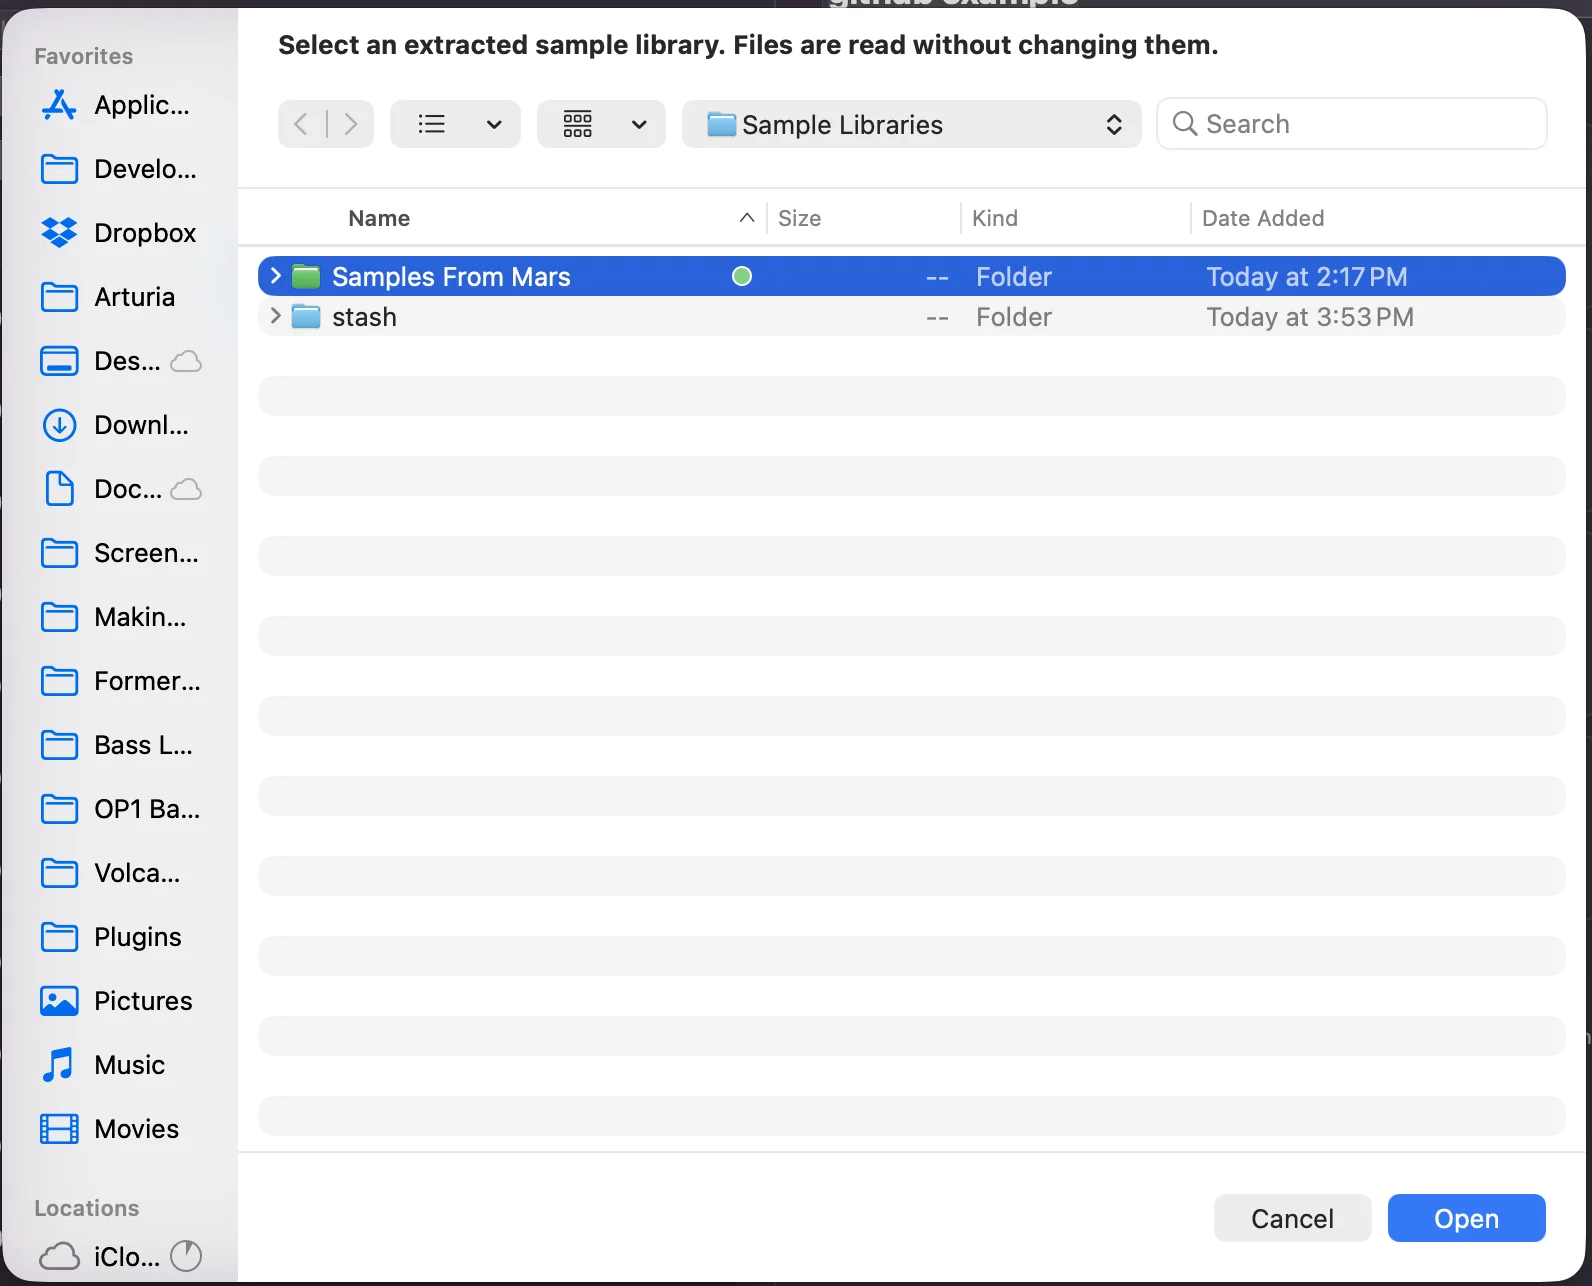 github example
Select an extracted sample library. Files are read without changing them.
Favorites
Applic...
Develo...
Dropbox
Arturia
Des...
Downl...
Doc...
Screen...
Makin...
Former...
Bass L...
OP1 Ba...
Volca...
Plugins
Pictures
Music
Movies
Locations
iClo...
Sample Libraries
Search
Name Size Kind Date Added
Samples From Mars -- Folder Today at 2:17 PM
stash -- Folder Today at 3:53 PM
Cancel Open